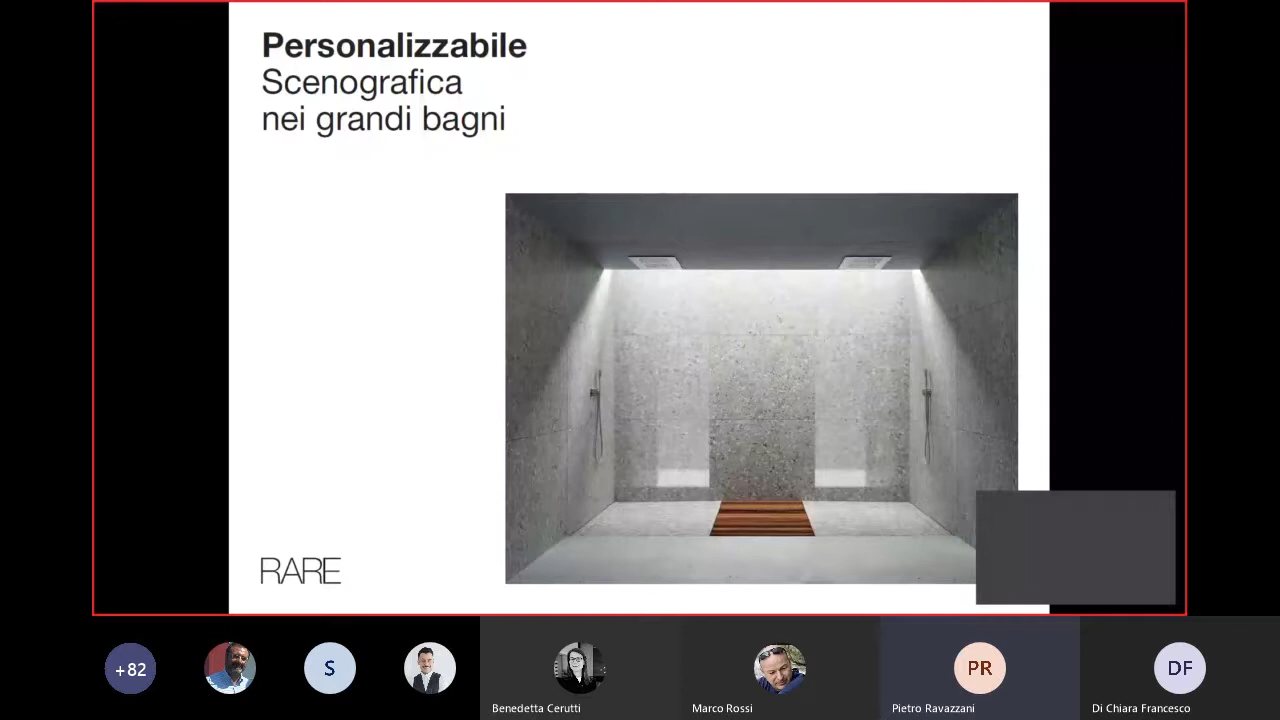 Personalizzabile
Scenografica
nei grandi bagni
RARE
+82
S
PR
DF
Benedetta Cerutti
Marco Rossi
Pietro Ravazzani
Di Chiara Francesco